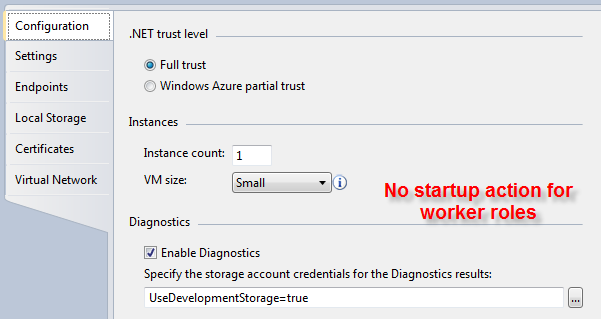 Configuration
Settings
Endpoints
Local Storage
Certificates
Virtual Network
.NET trust level
Full trust
Windows Azure partial trust
Instances
Instance count: 1
VM size: Small
No startup action for
worker roles
Diagnostics
Enable Diagnostics
Specify the storage account credentials for the Diagnostics results:
UseDevelopmentStorage=true ...